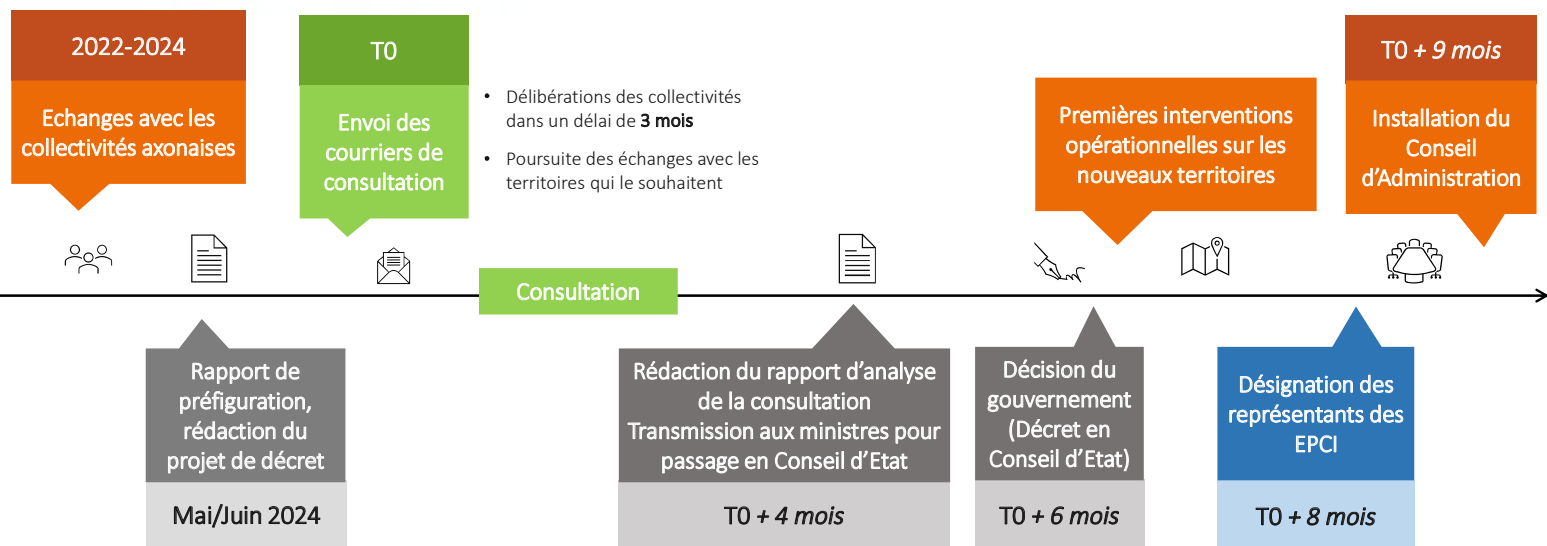 2022-2024
Echanges avec les
collectivités axonaises
T0
Envoi des
courriers de
consultation
• Délibérations des collectivités
dans un délai de 3 mois
• Poursuite des échanges avec les
territoires qui le souhaitent
Premières interventions
opérationnelles sur les
nouveaux territoires
T0 + 9 mois
Installation du
Conseil
d’Administration
Consultation
Rapport de
préfiguration,
rédaction du
projet de décret
Mai/Juin 2024
Rédaction du rapport d’analyse
de la consultation
Transmission aux ministres pour
passage en Conseil d’Etat
T0 + 4 mois
Décision du
gouvernement
(Décret en
Conseil d’Etat)
T0 + 6 mois
Désignation des
représentants des
EPCI
T0 + 8 mois